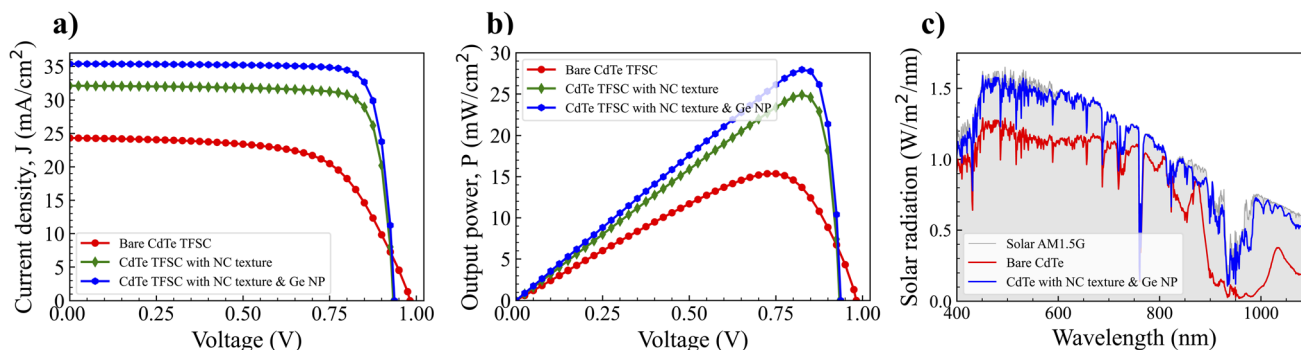 a)
Current density, J (mA/cm²)
35
30
25
20
15
10
5
0
Bare CdTe TFSC
CdTe TFSC with NC texture
CdTe TFSC with NC texture & Ge NP
0.00
0.25
0.50
0.75
1.00
Voltage (V)
b)
Output power, P (mW/cm²)
30
25
20
15
10
5
0
Bare CdTe TFSC
CdTe TFSC with NC texture
CdTe TFSC with NC texture & Ge NP
0.00
0.25
0.50
0.75
1.00
Voltage (V)
c)
Solar radiation (W/m²/nm)
1.5
1.0
0.5
0.0
Solar AM1.5G
Bare CdTe
CdTe with NC texture & Ge NP
400
500
600
700
800
900
1000
Wavelength (nm)